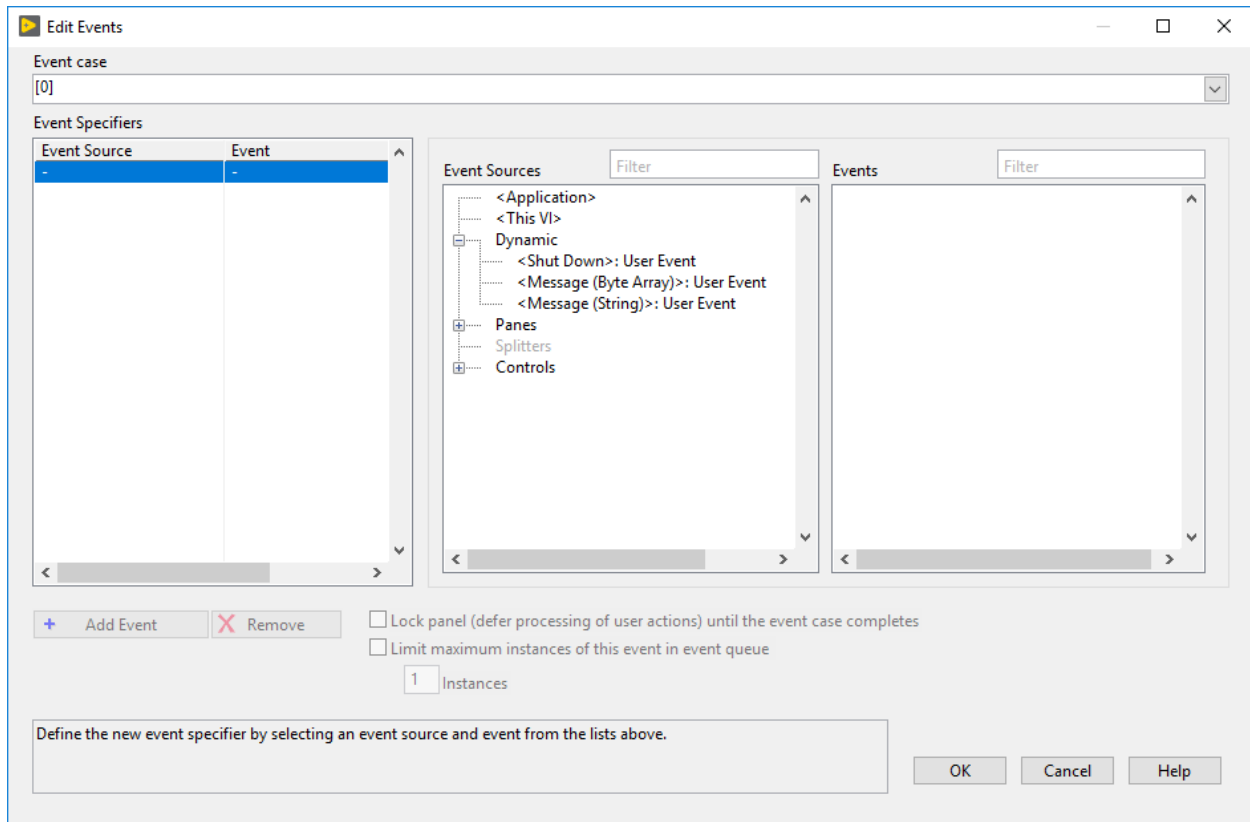 Edit Events
Event case
[0]
Event Specifiers
Event Source Event
- -
Event Sources Filter
<Application>
<This VI>
Dynamic
<Shut Down>: User Event
<Message (Byte Array)>: User Event
<Message (String)>: User Event
Panes
Splitters
Controls
Events Filter
+ Add Event X Remove
Lock panel (defer processing of user actions) until the event case completes
Limit maximum instances of this event in event queue
1 Instances
Define the new event specifier by selecting an event source and event from the lists above.
OK Cancel Help